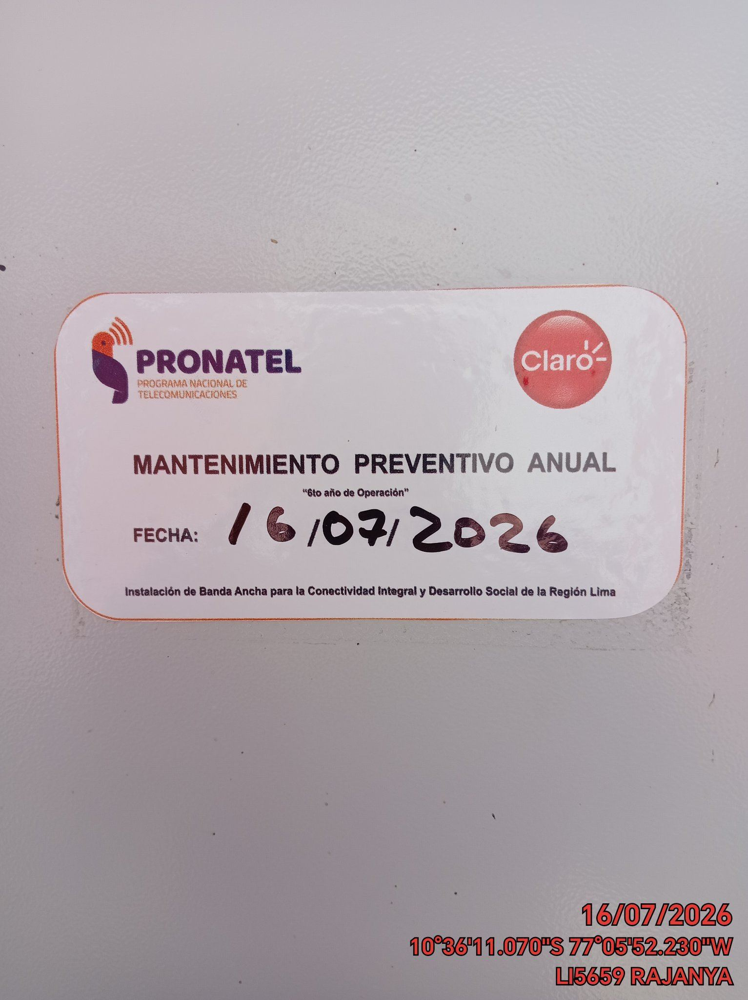 PRONATEL
PROGRAMA NACIONAL DE
TELECOMUNICACIONES
Claro
MANTENIMIENTO PREVENTIVO ANUAL
“6to año de Operación”
FECHA: 16/07/2026
Instalación de Banda Ancha para la Conectividad Integral y Desarrollo Social de la Región Lima
16/07/2026
10°36'11.070"S 77°05'52.230"W
LI5659 RAJANYA